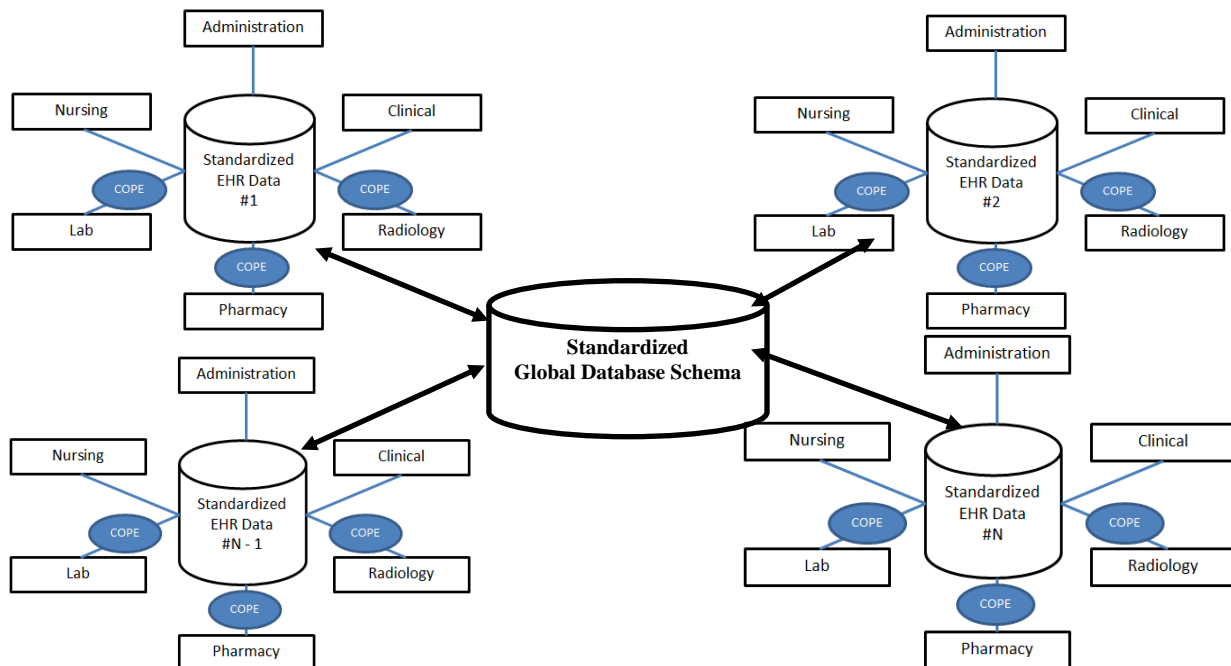 Administration
Nursing
Clinical
Standardized
EHR Data
#1
COPE
COPE
Lab
Radiology
COPE
Pharmacy
Administration
Nursing
Clinical
Standardized
EHR Data
#2
COPE
COPE
Lab
Radiology
COPE
Pharmacy
Standardized
Global Database Schema
Administration
Nursing
Clinical
Standardized
EHR Data
#N - 1
COPE
COPE
Lab
Radiology
COPE
Pharmacy
Administration
Nursing
Clinical
Standardized
EHR Data
#N
COPE
COPE
Lab
Radiology
COPE
Pharmacy